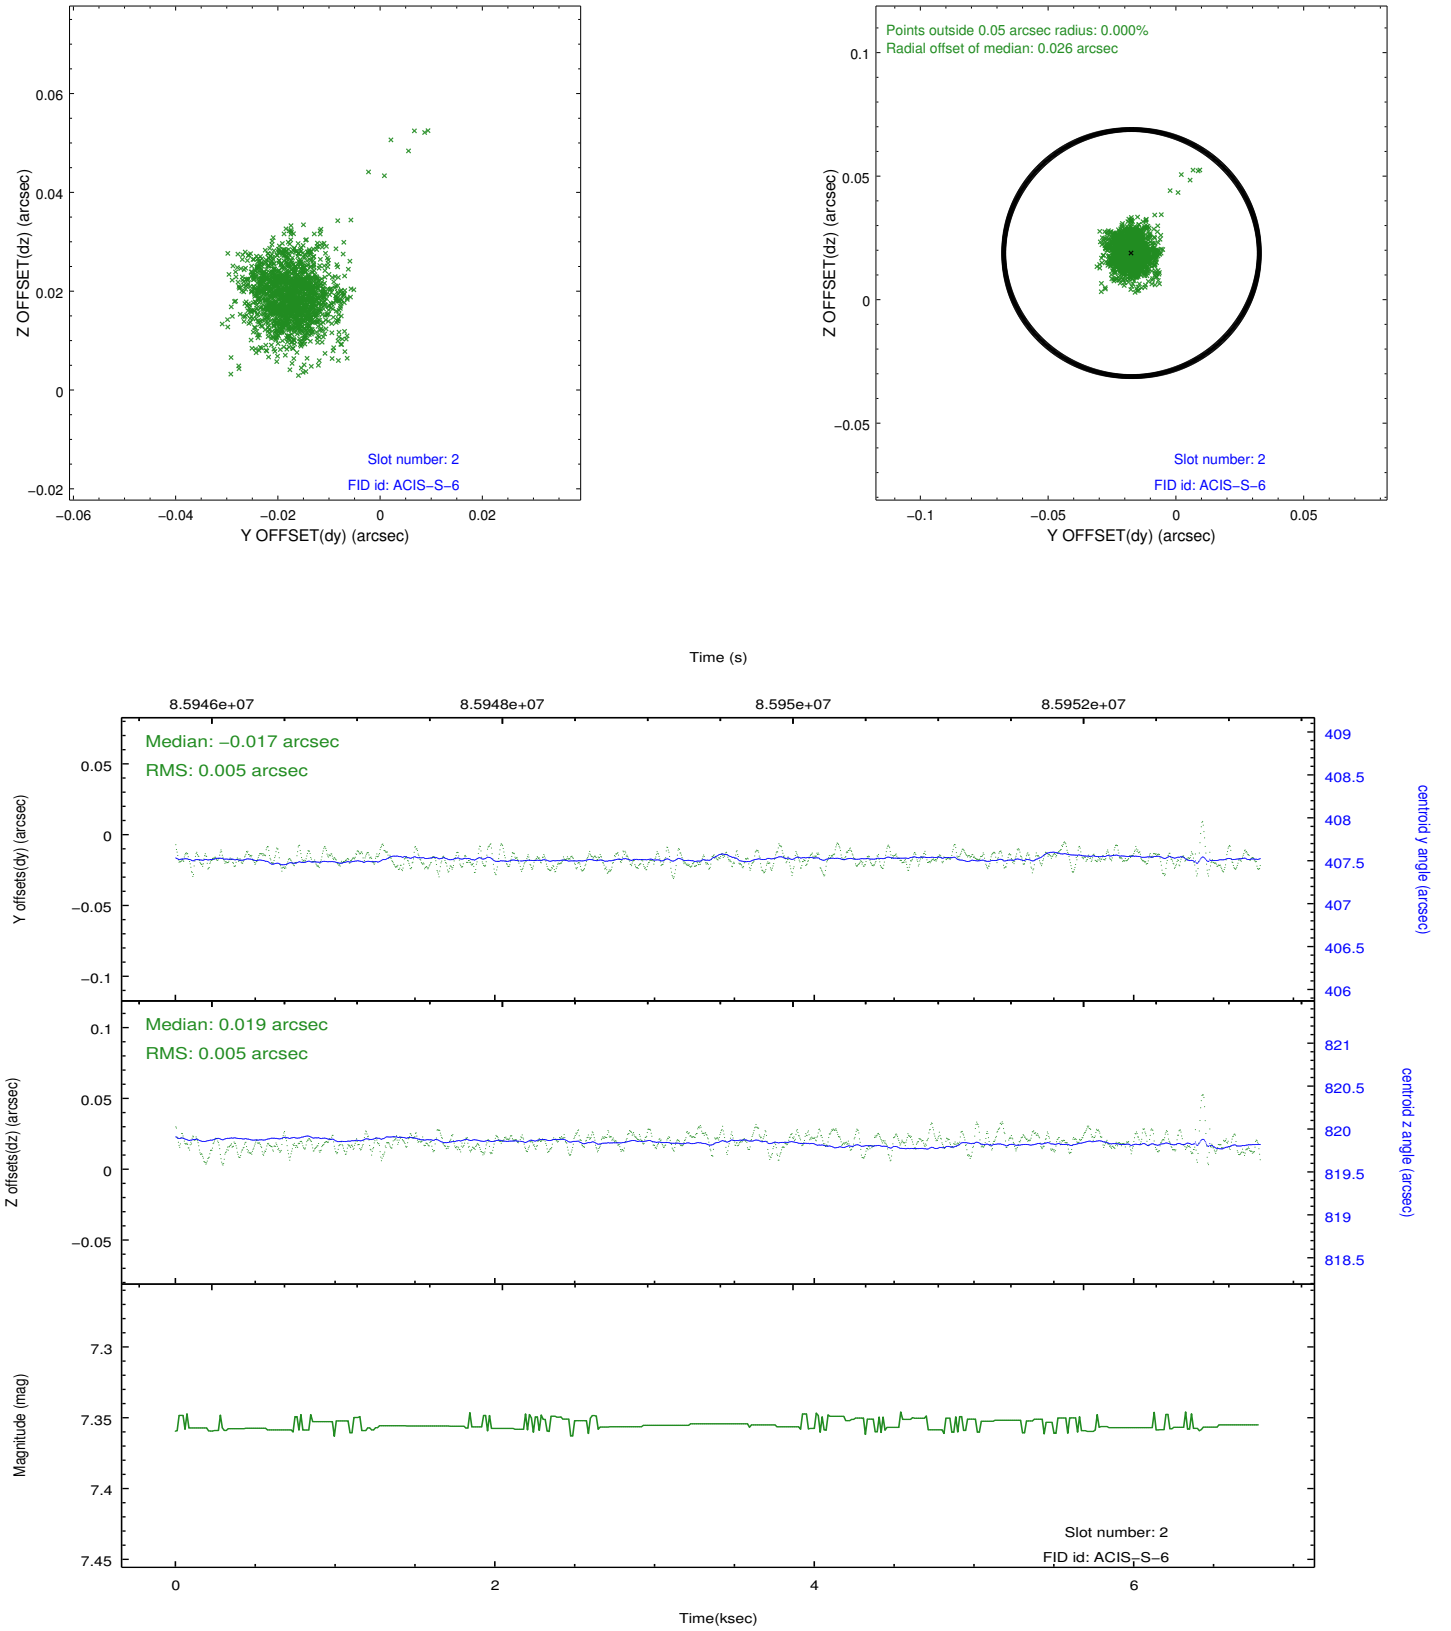 0.06
0.04
0.02
0
−0.02
Z OFFSET(dz) (arcsec)
Slot number: 2
FID id: ACIS−S−6
−0.06
−0.04
−0.02
0
0.02
Y OFFSET(dy) (arcsec)
Points outside 0.05 arcsec radius: 0.000%
Radial offset of median: 0.026 arcsec
0.1
0.05
0
−0.05
Z OFFSET(dz) (arcsec)
Slot number: 2
FID id: ACIS−S−6
−0.1
−0.05
0
0.05
Y OFFSET(dy) (arcsec)
Time (s)
8.5946e+07
8.5948e+07
8.595e+07
8.5952e+07
Median: −0.017 arcsec
RMS: 0.005 arcsec
0.05
0
−0.05
−0.1
Y offsets(dy) (arcsec)
409
408.5
408
407.5
407
406.5
406
centroid y angle (arcsec)
Median: 0.019 arcsec
RMS: 0.005 arcsec
0.1
0.05
0
−0.05
Z offsets(dz) (arcsec)
821
820.5
820
819.5
819
818.5
centroid z angle (arcsec)
7.3
7.35
7.4
7.45
Magnitude (mag)
Slot number: 2
FID id: ACIS−S−6
0
2
4
6
Time(ksec)